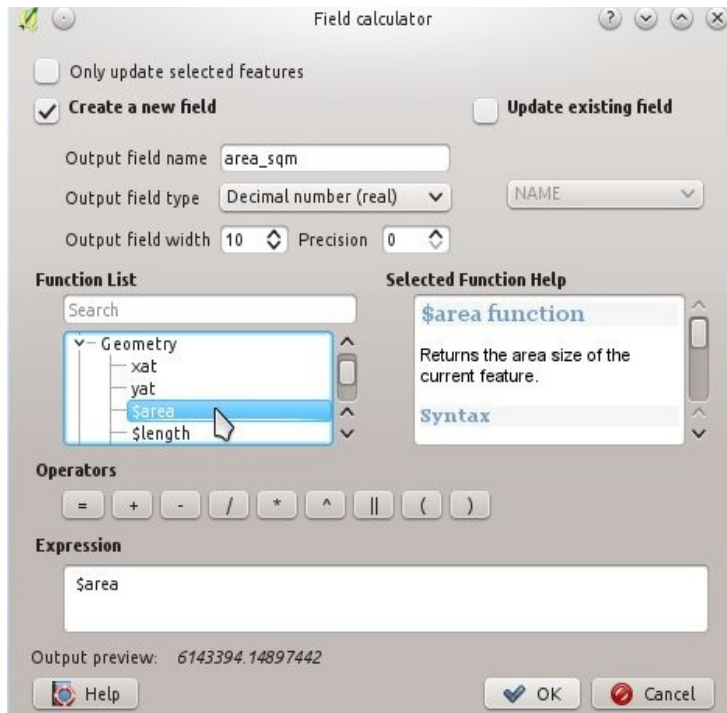 Field calculator
Only update selected features
Create a new field
Update existing field
Output field name area_sqm
Output field type Decimal number (real)
NAME
Output field width 10 Precision 0
Function List
Search
Geometry
xat
yat
$area
$length
Selected Function Help
$area function
Returns the area size of the
current feature.
Syntax
Operators
= + - / * ^ || ( )
Expression
$area
Output preview: 6143394.14897442
Help
OK
Cancel